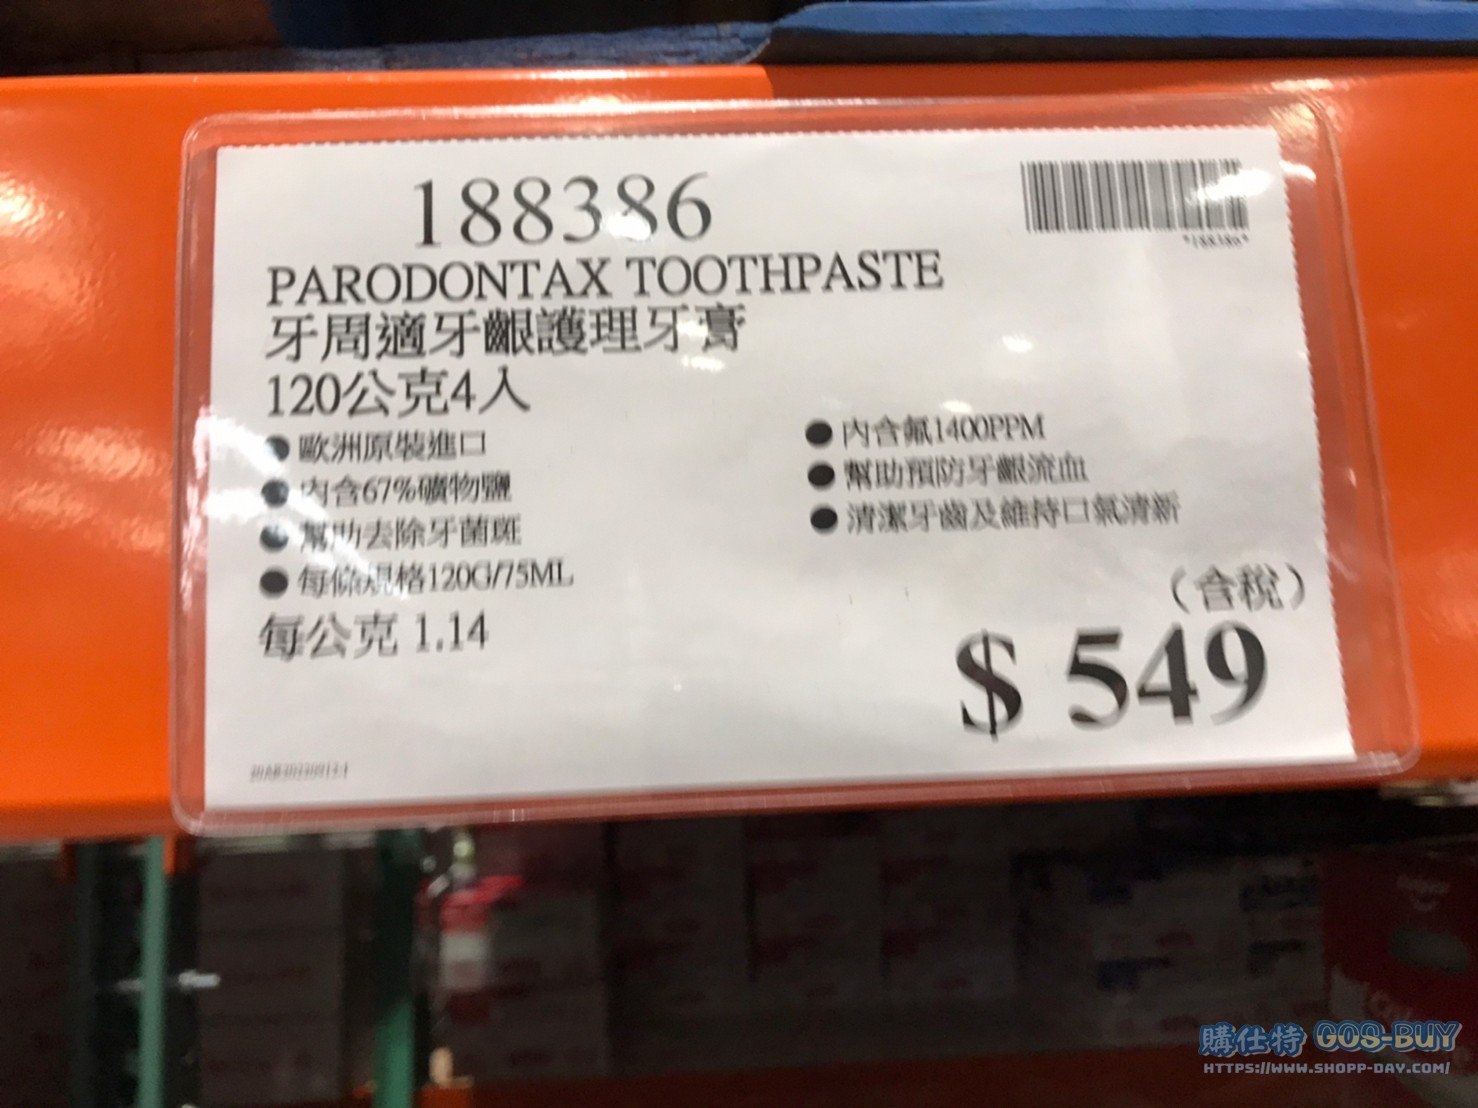 188386
*188386*
PARODONTAX TOOTHPASTE
牙周適牙齦護理牙膏
120公克4入
歐洲原裝進口
內含67%礦物鹽
幫助去除牙菌斑
每條規格120G/75ML
內含氟1400PPM
幫助預防牙齦流血
清潔牙齒及維持口氣清新
每公克 1.14
(含稅)
$ 549
購仕特 GOS-BUY
HTTPS://WWW.SHOPP-DAY.COM/